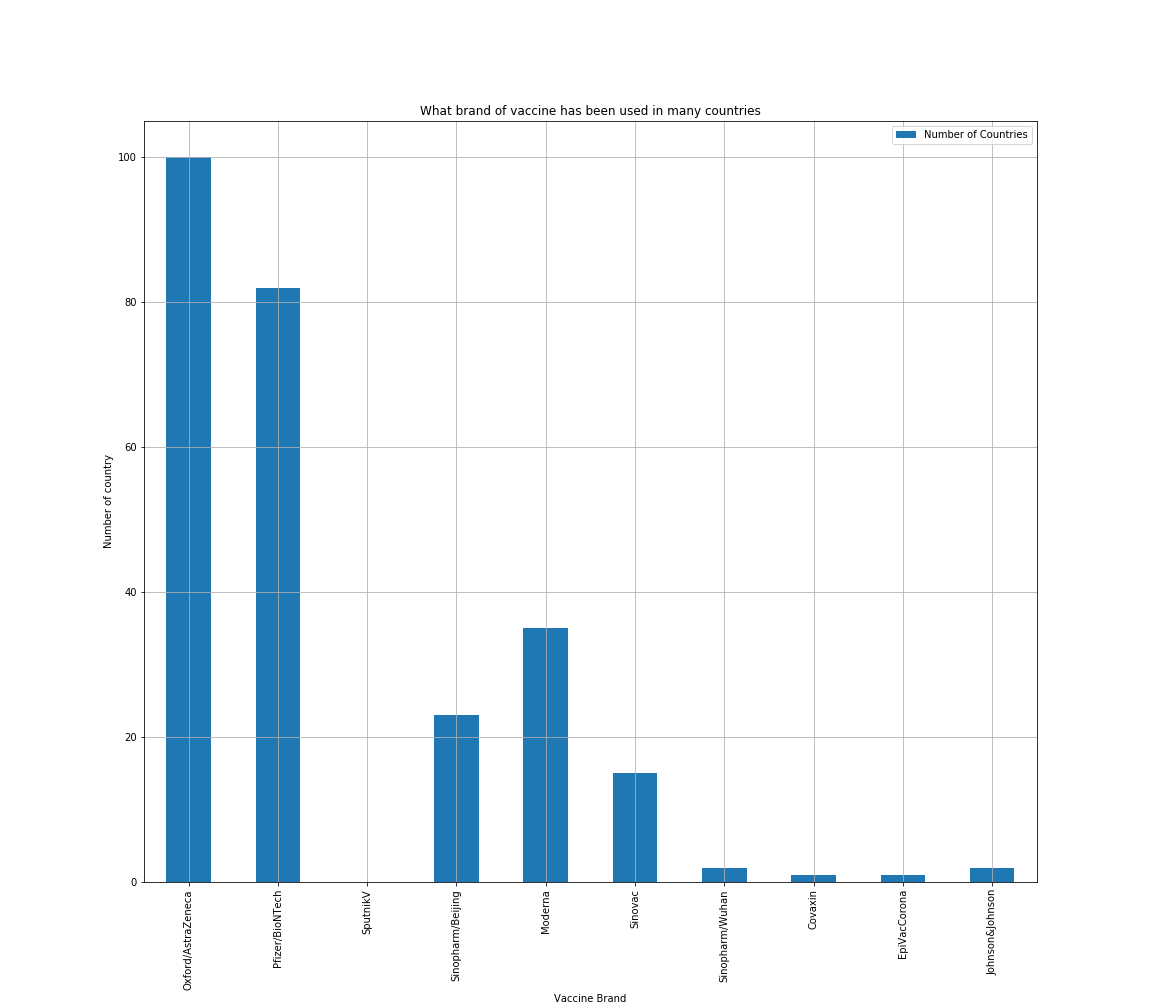 What brand of vaccine has been used in many countries
Number of Countries
Number of country
100
80
60
40
20
0
Oxford/AstraZeneca
Pfizer/BioNTech
SputnikV
Sinopharm/Beijing
Moderna
Sinovac
Sinopharm/Wuhan
Covaxin
EpiVacCorona
Johnson&Johnson
Vaccine Brand